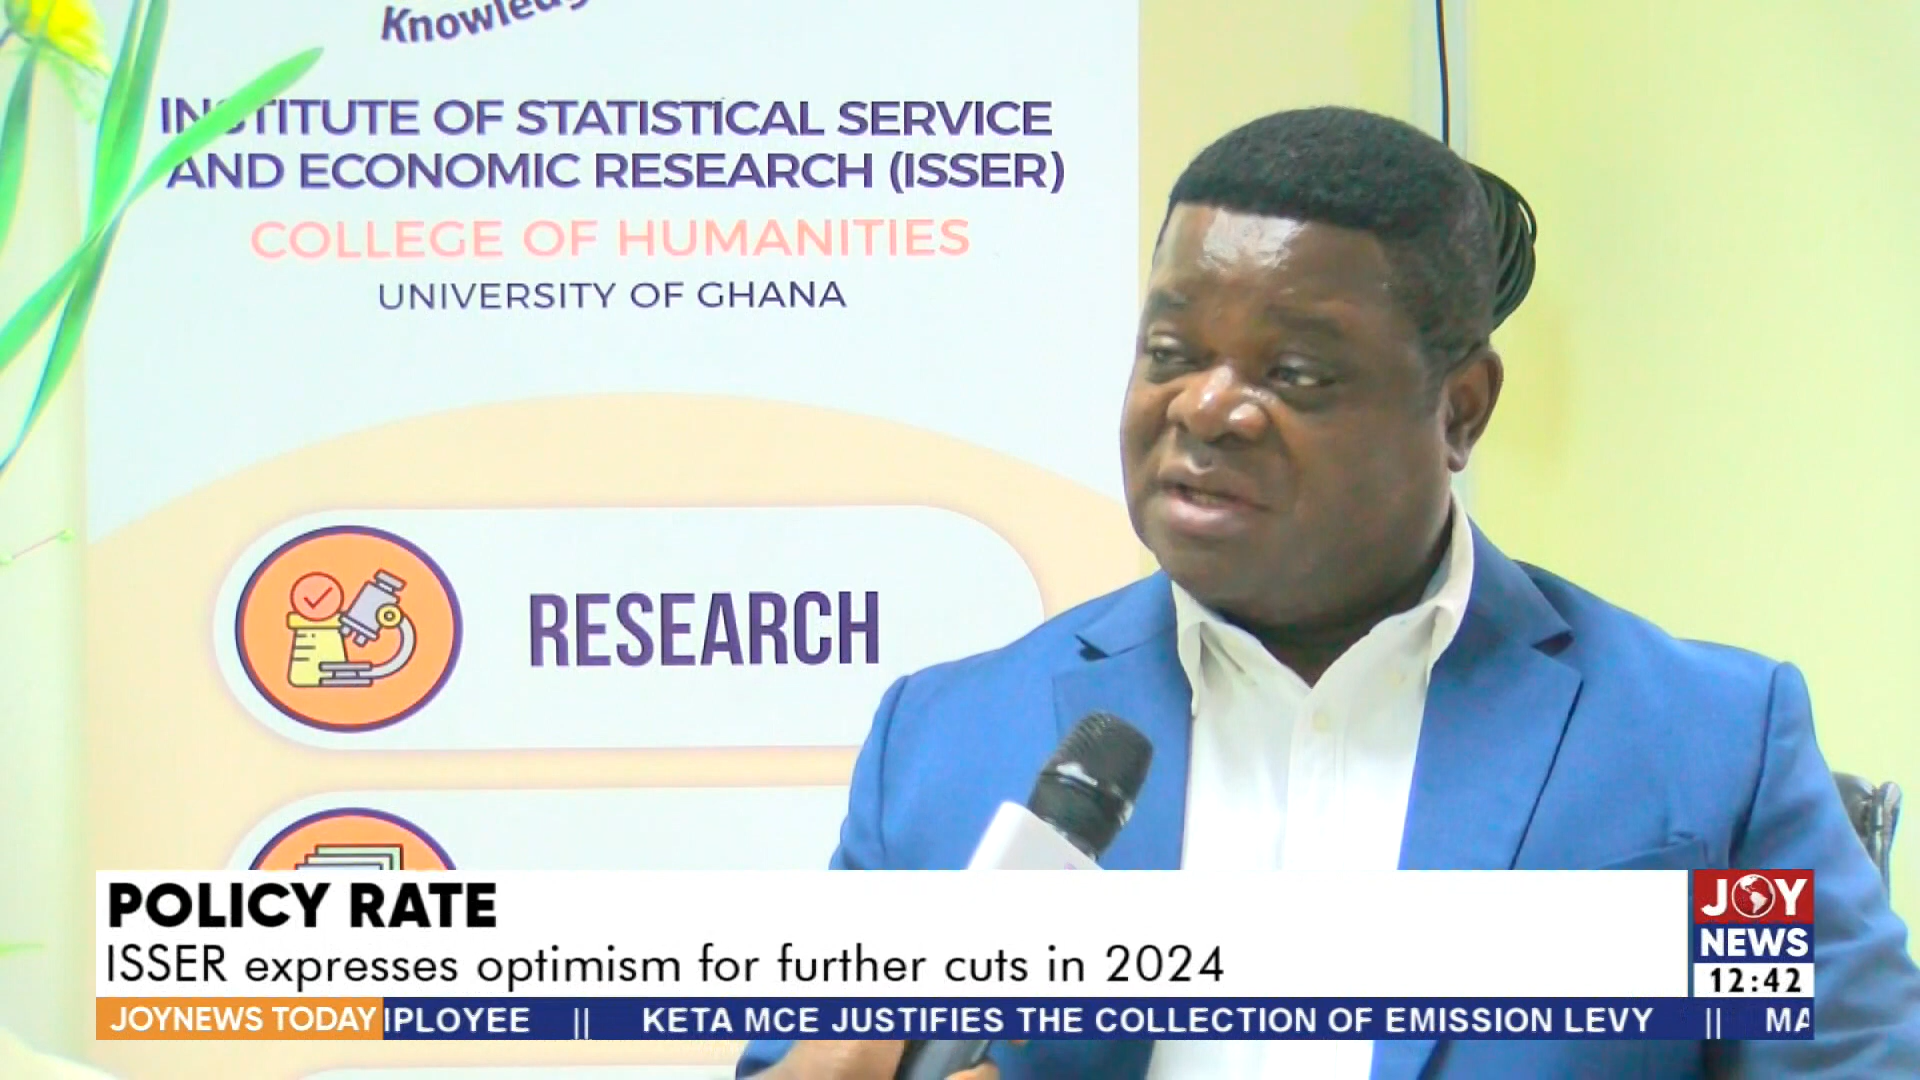 INSTITUTE OF STATISTICAL SERVICE
AND ECONOMIC RESEARCH (ISSER)
COLLEGE OF HUMANITIES
UNIVERSITY OF GHANA
RESEARCH
POLICY RATE
ISSER expresses optimism for further cuts in 2024
JOY
NEWS
12:42
JOYNEWS TODAY IPLOYEE || KETA MCE JUSTIFIES THE COLLECTION OF EMISSION LEVY || MA